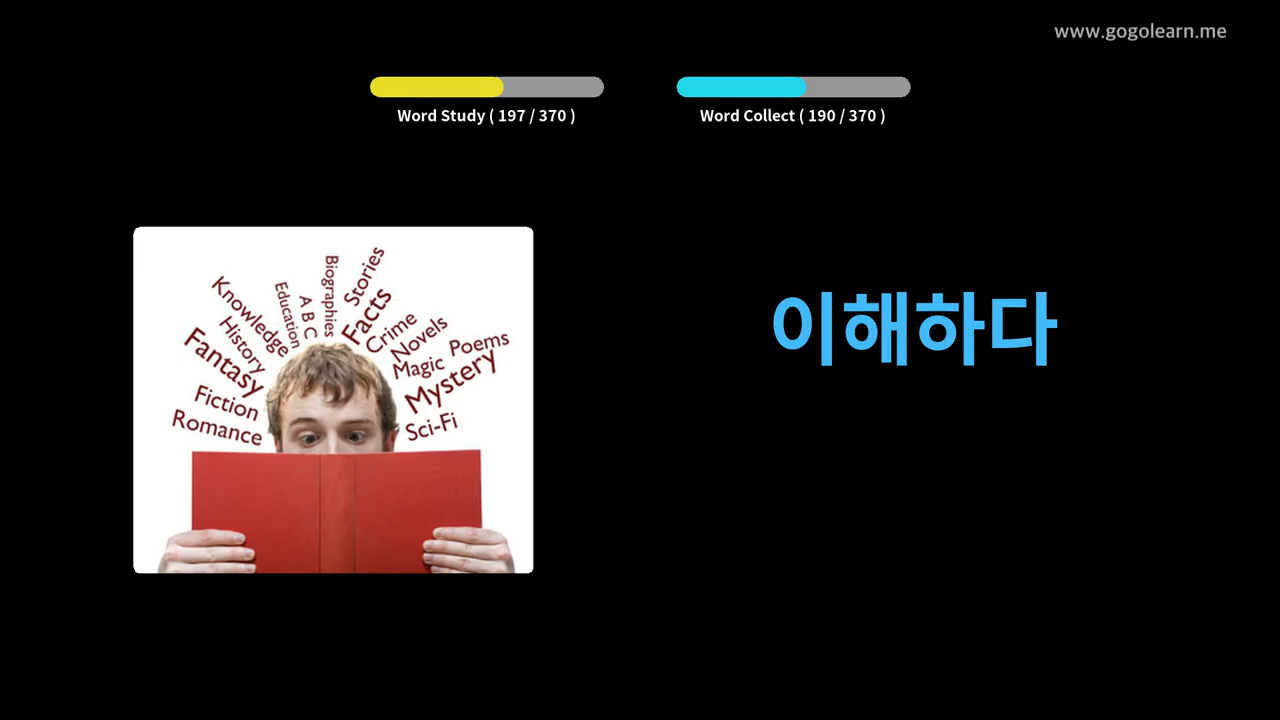 www.gogolearn.me
Word Study ( 197 / 370 )
Word Collect ( 190 / 370 )
Stories
Biographies
Facts
A B C
Education
Knowledge
History
Crime
Novels
Poems
Fantasy
Magic
Mystery
Fiction
Romance
Sci-Fi
이해하다